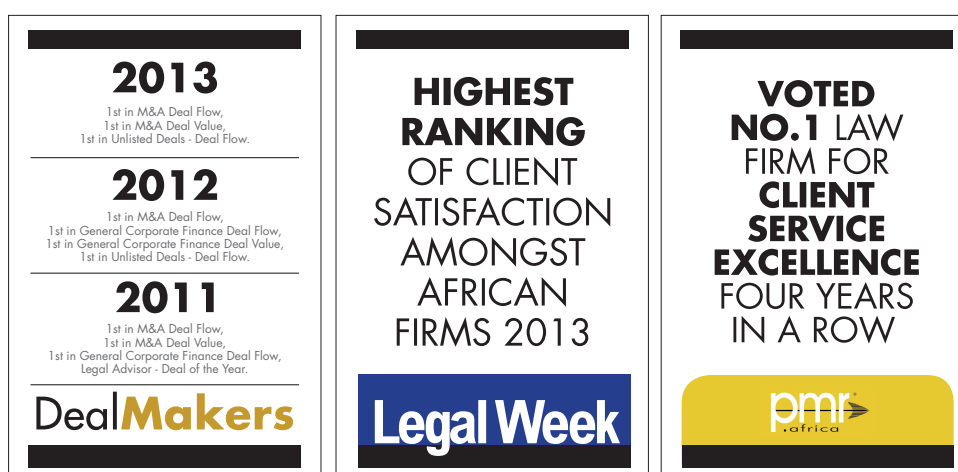 2013
1st in M&A Deal Flow,
1st in M&A Deal Value,
1st in Unlisted Deals - Deal Flow.
2012
1st in M&A Deal Flow,
1st in General Corporate Finance Deal Flow,
1st in General Corporate Finance Deal Value,
1st in Unlisted Deals - Deal Flow.
2011
1st in M&A Deal Flow,
1st in M&A Deal Value,
1st in General Corporate Finance Deal Flow,
Legal Advisor - Deal of the Year.
DealMakers
HIGHEST
RANKING
OF CLIENT
SATISFACTION
AMONGST
AFRICAN
FIRMS 2013
Legal Week
VOTED
NO.1 LAW
FIRM FOR
CLIENT
SERVICE
EXCELLENCE
FOUR YEARS
IN A ROW
pmr
.africa